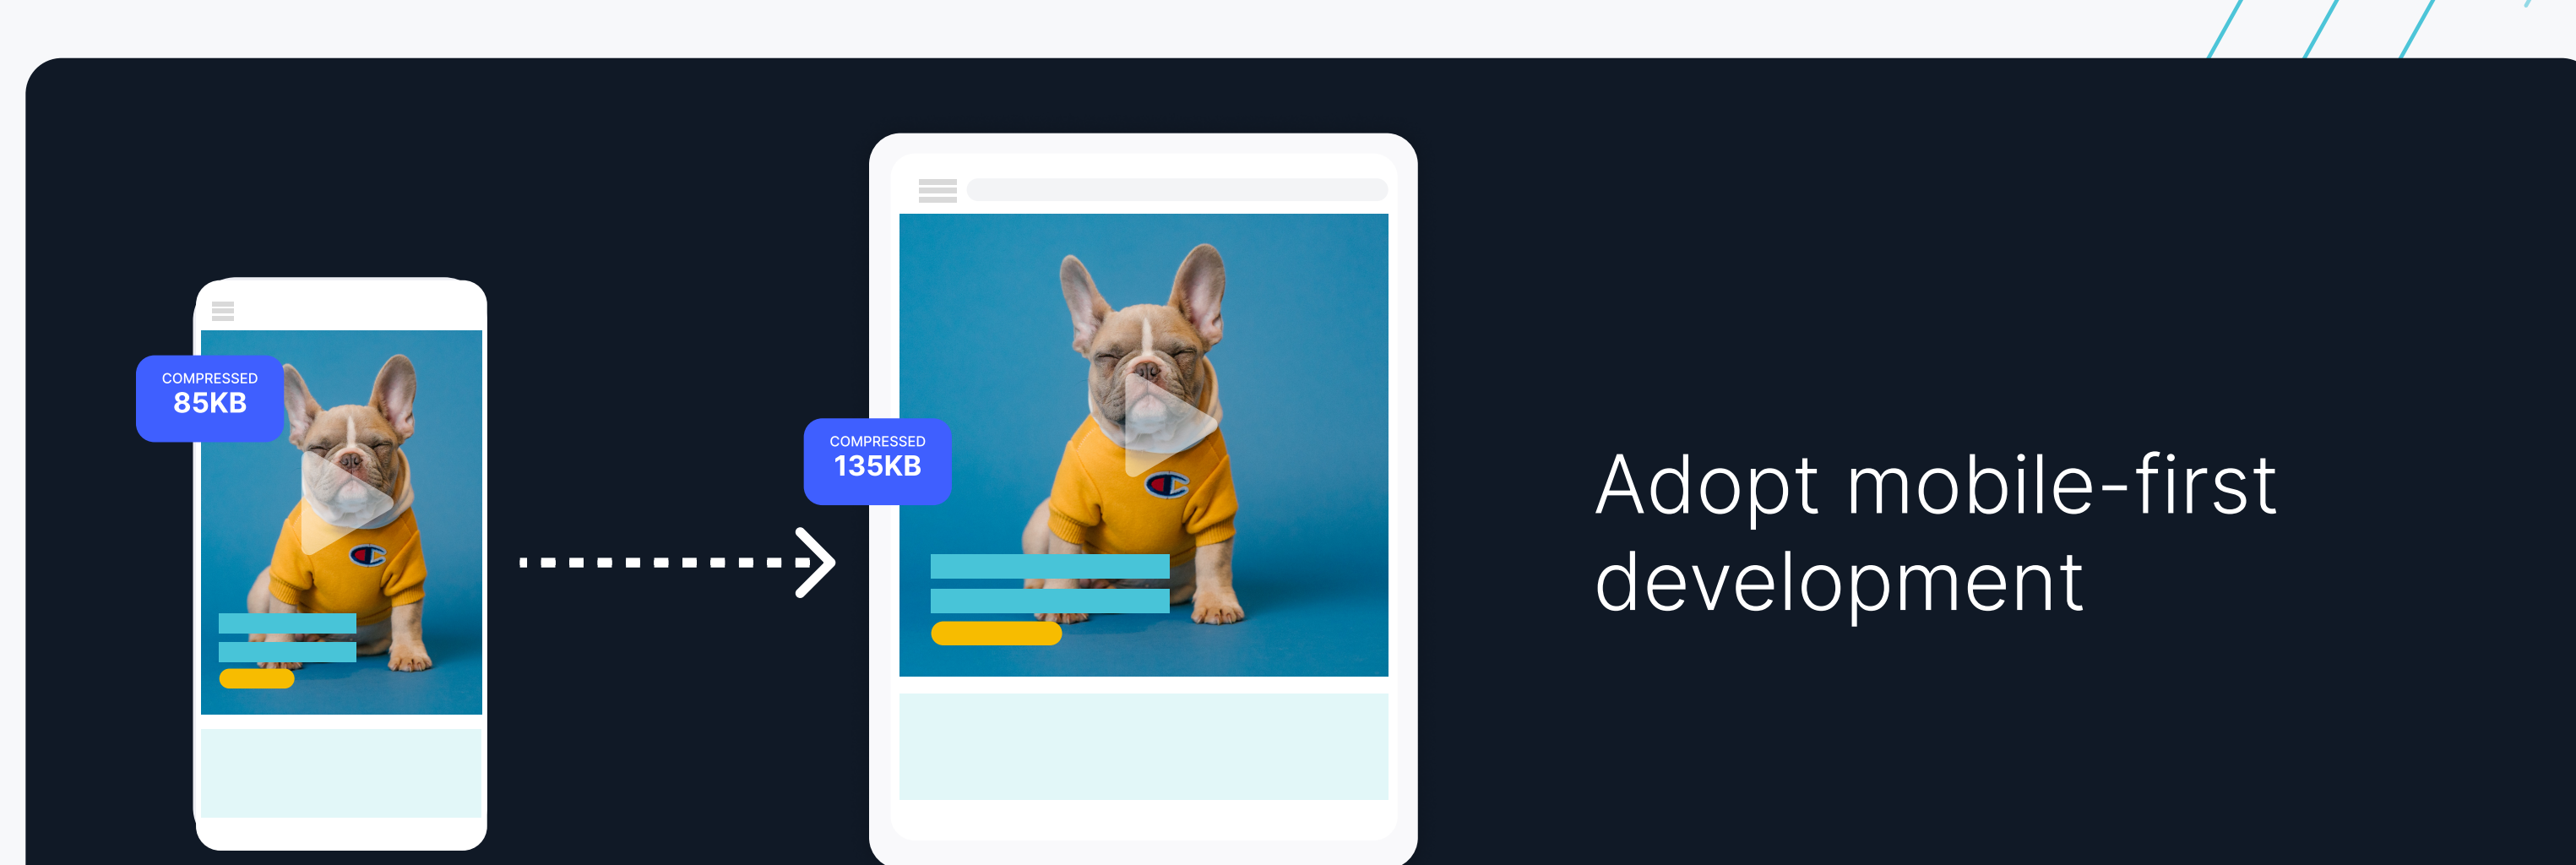 COMPRESSED
85KB
COMPRESSED
135KB
Adopt mobile-first
development